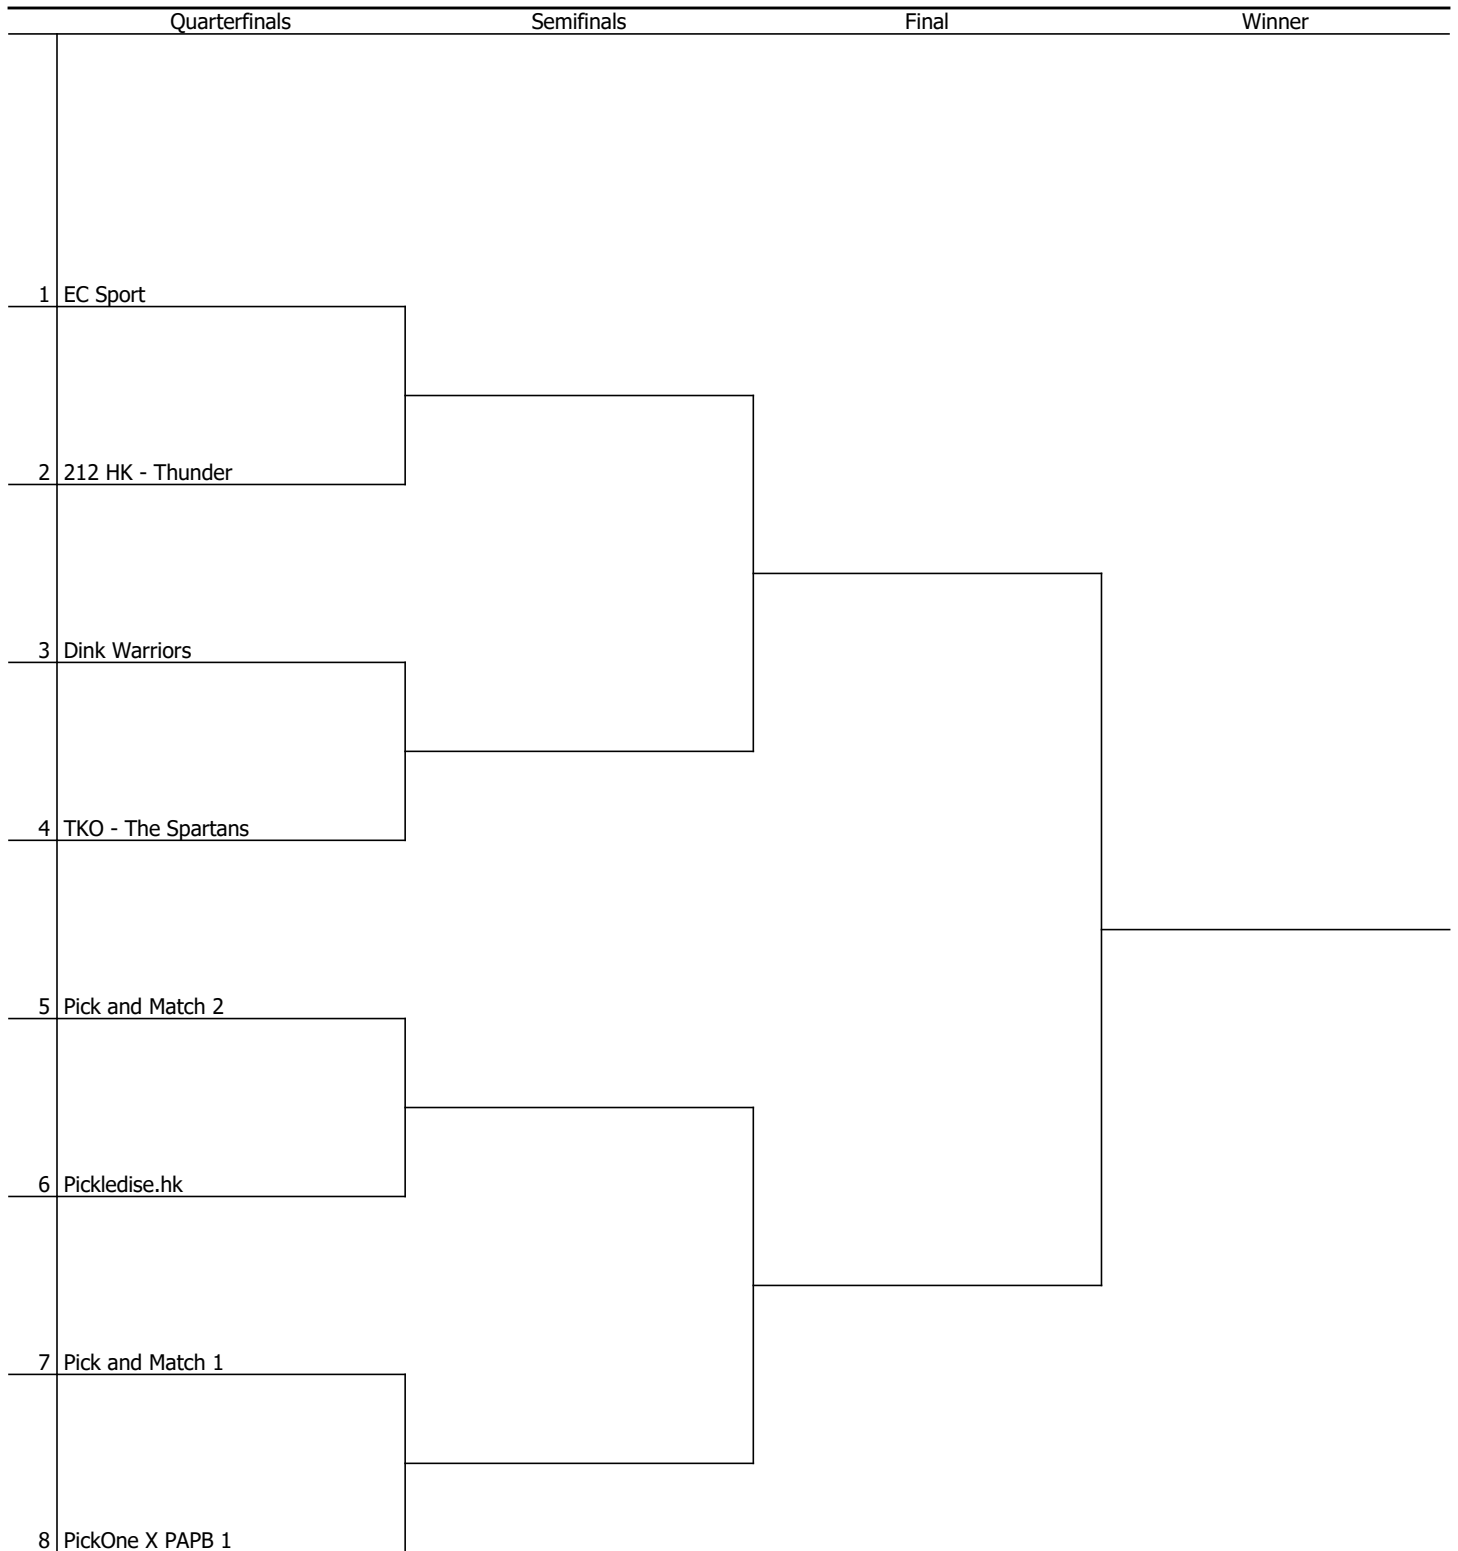 Quarterfinals Semifinals Final Winner
1 EC Sport
2 212 HK - Thunder
3 Dink Warriors
4 TKO - The Spartans
5 Pick and Match 2
6 Pickledise.hk
7 Pick and Match 1
8 PickOne X PAPB 1